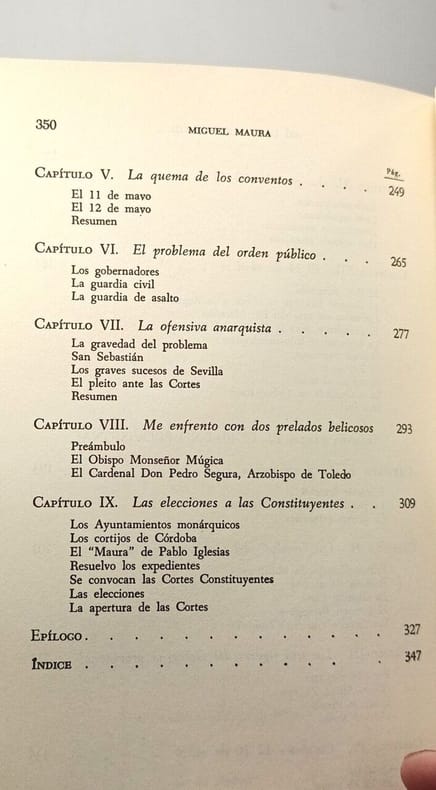 350
MIGUEL MAURA
Pág.
CAPÍTULO V. La quema de los conventos . . . . 249
El 11 de mayo
El 12 de mayo
Resumen
CAPÍTULO VI. El problema del orden público . . . 265
Los gobernadores
La guardia civil
La guardia de asalto
CAPÍTULO VII. La ofensiva anarquista . . . . . 277
La gravedad del problema
San Sebastián
Los graves sucesos de Sevilla
El pleito ante las Cortes
Resumen
CAPÍTULO VIII. Me enfrento con dos prelados belicosos 293
Preámbulo
El Obispo Monseñor Múgica
El Cardenal Don Pedro Segura, Arzobispo de Toledo
CAPÍTULO IX. Las elecciones a las Constituyentes . . 309
Los Ayuntamientos monárquicos
Los cortijos de Córdoba
El "Maura" de Pablo Iglesias
Resuelvo los expedientes
Se convocan las Cortes Constituyentes
Las elecciones
La apertura de las Cortes
EPÍLOGO . . . . . . . . . . . . . 327
ÍNDICE . . . . . . . . . . . . 347